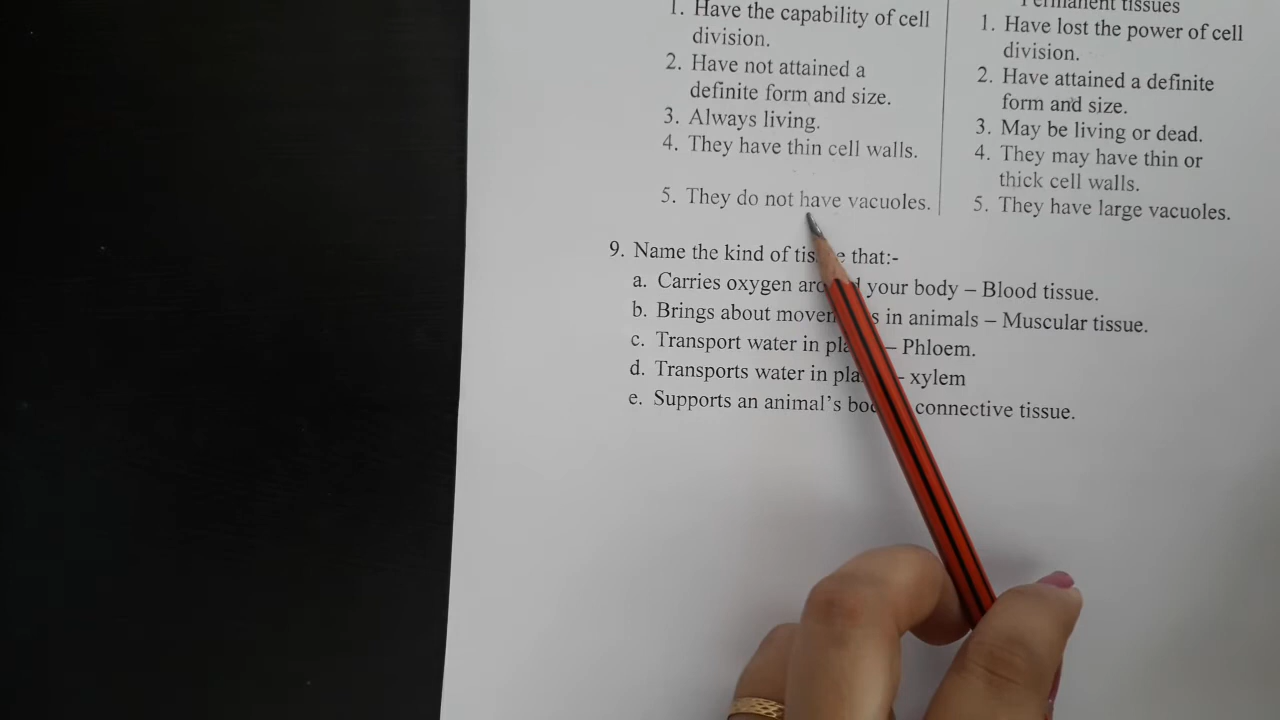 1. Have the capability of cell
division.
2. Have not attained a
definite form and size.
3. Always living.
4. They have thin cell walls.
5. They do not have vacuoles.
Permanent tissues
1. Have lost the power of cell
division.
2. Have attained a definite
form and size.
3. May be living or dead.
4. They may have thin or
thick cell walls.
5. They have large vacuoles.
9. Name the kind of tissue that:-
a. Carries oxygen around your body – Blood tissue.
b. Brings about movements in animals – Muscular tissue.
c. Transport water in – Phloem.
d. Transports water in - xylem
e. Supports an animal's connective tissue.